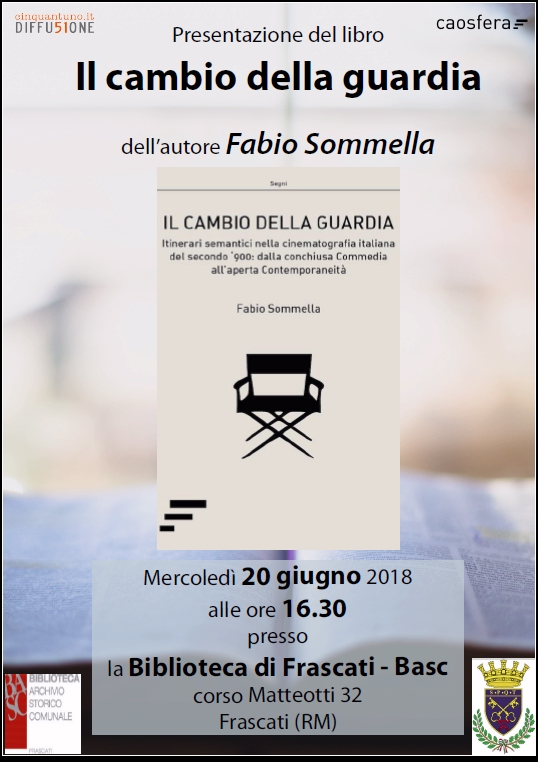 cinquantuno.it
DIFFU51ONE
caosfera
Presentazione del libro
Il cambio della guardia
dell'autore Fabio Sommella
Segni
IL CAMBIO DELLA GUARDIA
Itinerari semantici nella cinematografia italiana
del secondo '900: dalla conchiusa Commedia
all'aperta Contemporaneità
Fabio Sommella
Mercoledì 20 giugno 2018
alle ore 16.30
presso
la Biblioteca di Frascati - Basc
corso Matteotti 32
Frascati (RM)
BASC
BIBLIOTECA
ARCHIVIO
STORICO
COMUNALE
FRASCATI
S P Q T